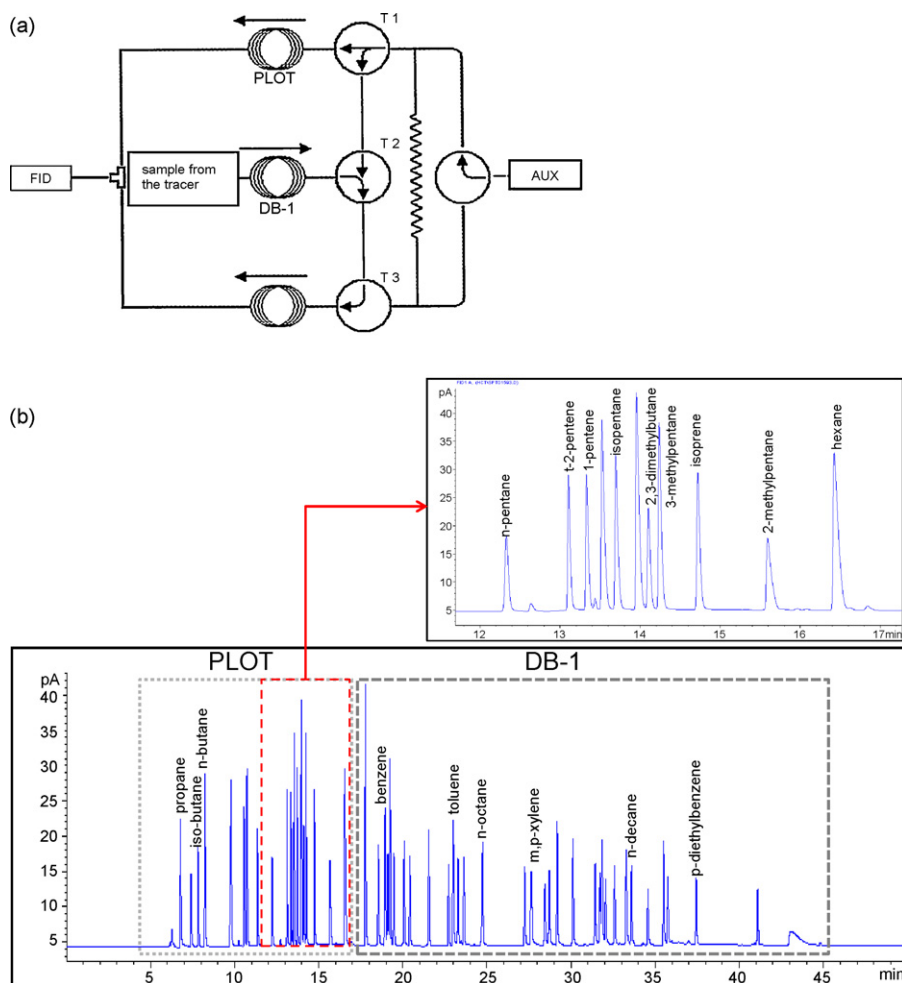 (a)
T 1
PLOT
T 2
FID
sample from
the tracer
DB-1
AUX
T 3
(b)
pA
40
35
30
25
20
15
10
5
n-pentane
t-2-pentene
1-pentene
isopentane
2,3-dimethylbutane
3-methylpentane
isoprene
2-methylpentane
hexane
12 13 14 15 16 17 min
PLOT
DB-1
pA
40
35
30
25
20
15
10
5
propane
iso-butane
n-butane
benzene
toluene
n-octane
m,p-xylene
n-decane
p-diethylbenzene
5 10 15 20 25 30 35 40 45 min